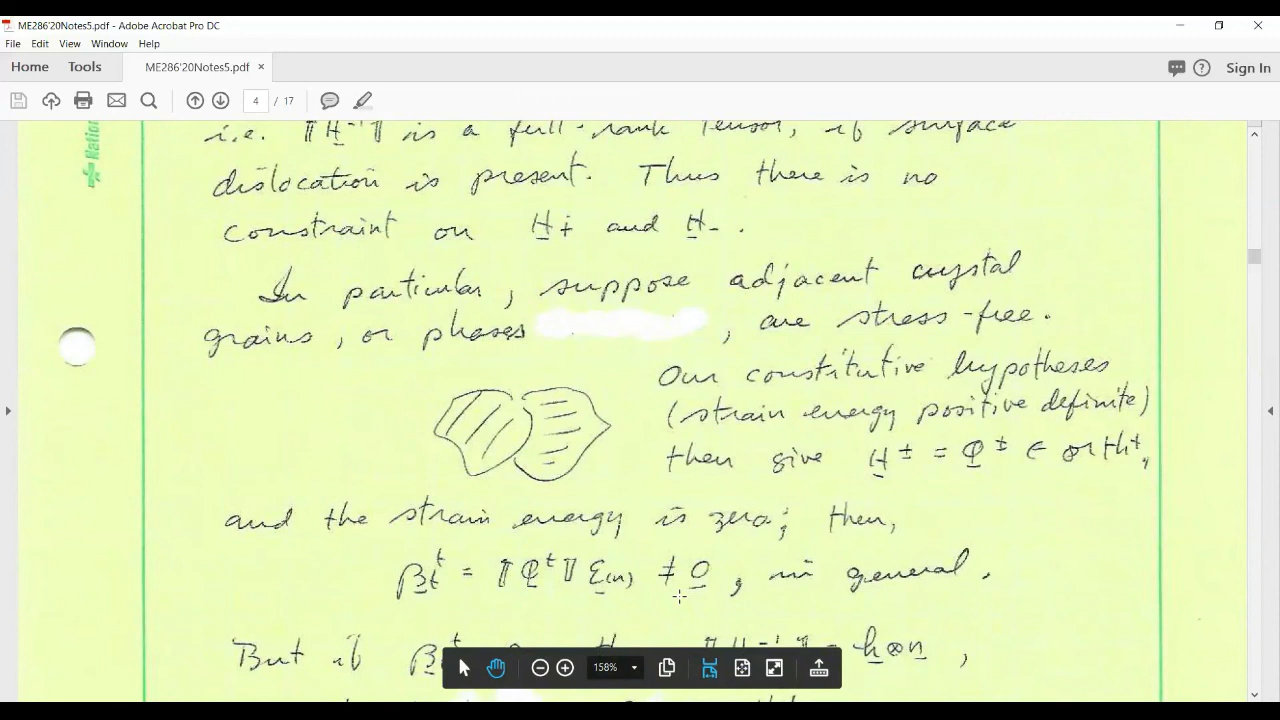 ME286'20Notes5.pdf - Adobe Acrobat Pro DC
File Edit View Window Help
Home Tools ME286'20Notes5.pdf × Sign In
4 / 17
i.e. ⟦H⁻¹⟧ is a full-rank tensor, if surface
dislocation is present. Thus there is no
constraint on H+ and H-.
In particular, suppose adjacent crystal
grains, or phases , are stress-free.
Our constitutive hypotheses
(strain energy positive definite)
then give H± = Q± ∈ Orth⁺,
and the strain energy is zero; then,
βtᵗ = ⟦Qᵗ⟧ ε(n) ≠ 0, in general.
But if = h⊗n,
158%
National